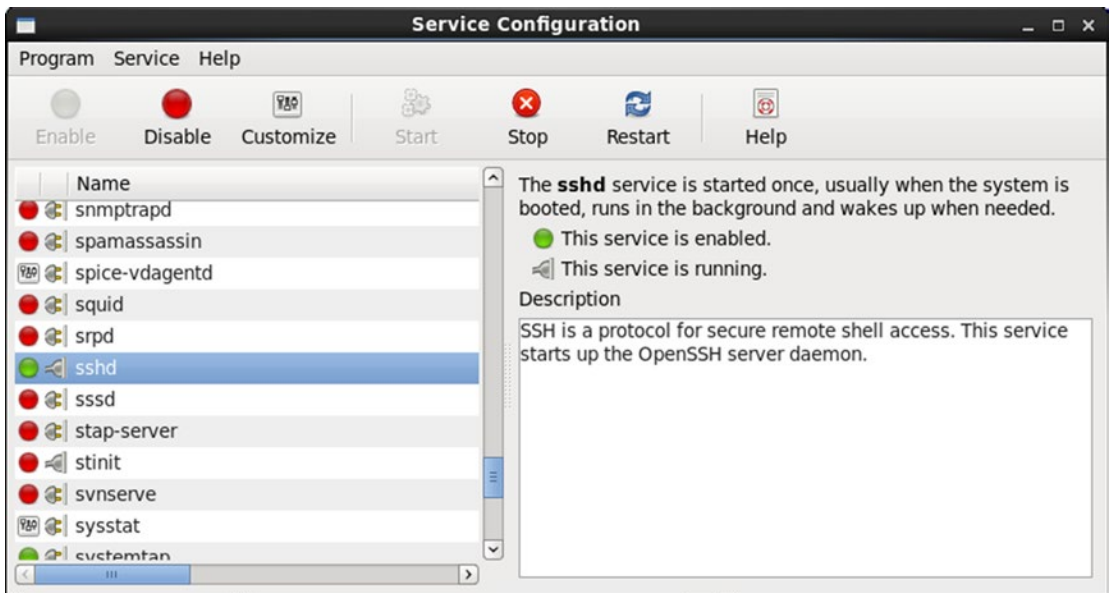 Service Configuration
Program Service Help
Enable Disable Customize Start Stop Restart Help
Name
snmptrapd
spamassassin
spice-vdagentd
squid
srpd
sshd
sssd
stap-server
stinit
svnserve
sysstat
systemtap
The sshd service is started once, usually when the system is
booted, runs in the background and wakes up when needed.
This service is enabled.
This service is running.
Description
SSH is a protocol for secure remote shell access. This service
starts up the OpenSSH server daemon.